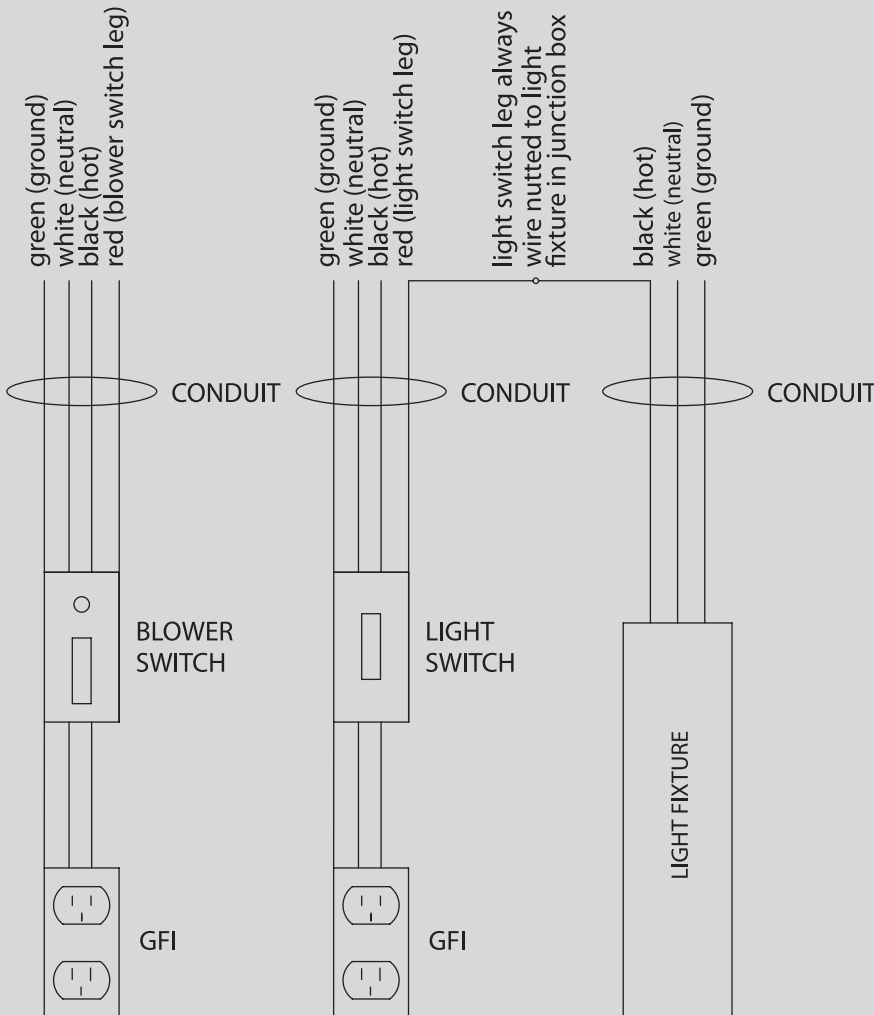 green (ground)
white (neutral)
black (hot)
red (blower switch leg)
green (ground)
white (neutral)
black (hot)
red (light switch leg)
light switch leg always
wire nutted to light
fixture in junction box
black (hot)
white (neutral)
green (ground)
CONDUIT
CONDUIT
CONDUIT
BLOWER
SWITCH
LIGHT
SWITCH
LIGHT FIXTURE
GFI
GFI